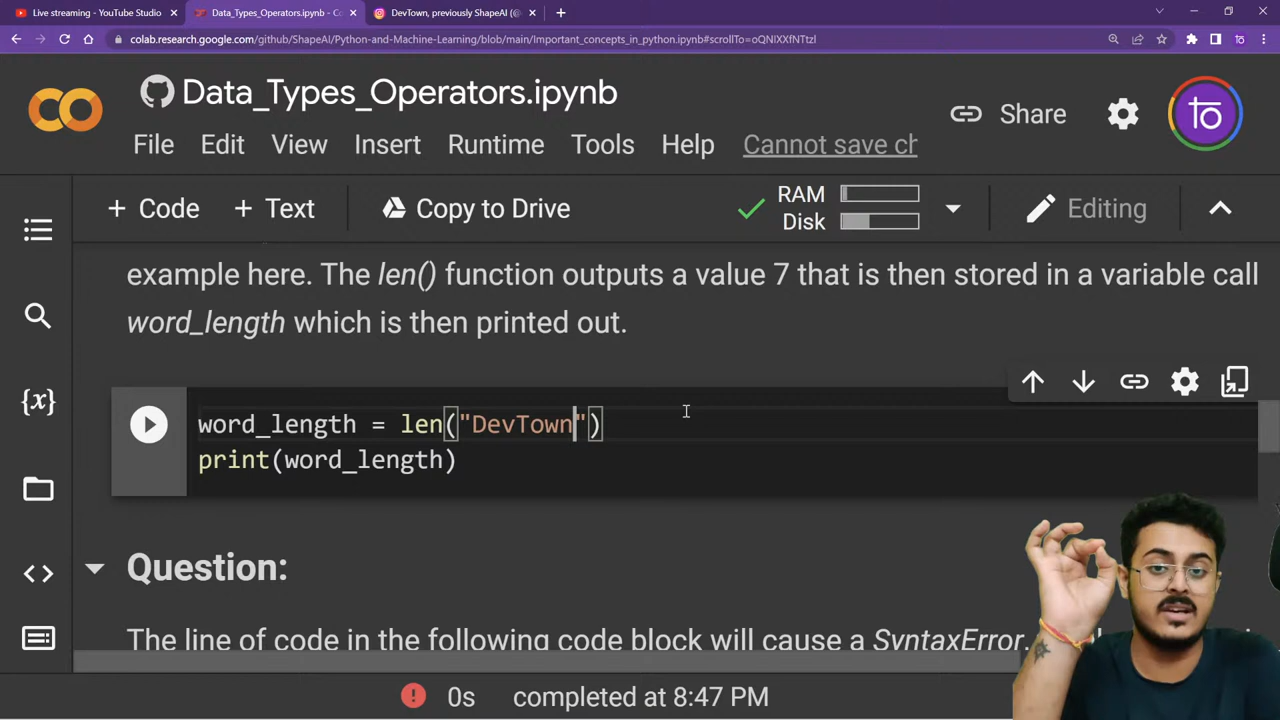 Live streaming - YouTube Studio
Data_Types_Operators.ipynb - Co
DevTown, previously ShapeAI (@
colab.research.google.com/github/ShapeAI/Python-and-Machine-Learning/blob/main/Important_concepts_in_python.ipynb#scrollTo=oQNIXXfNTtzl
Data_Types_Operators.ipynb
File Edit View Insert Runtime Tools Help Cannot save ch
Share
+ Code + Text Copy to Drive
RAM
Disk
Editing
example here. The len() function outputs a value 7 that is then stored in a variable call
word_length which is then printed out.
word_length = len("DevTown")
print(word_length)
Question:
The line of code in the following code block will cause a SyntaxError.
0s completed at 8:47 PM